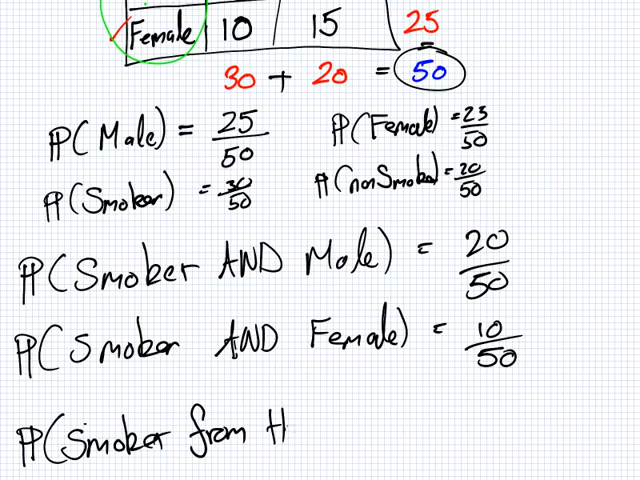 Female 10 15 25
30 + 20 = 50
P(Male) = 25/50 P(Female) = 25/50
P(Smoker) = 30/50 P(nonSmoker) = 20/50
P(Smoker AND Male) = 20/50
P(Smoker AND Female) = 10/50
P(Smoker from H